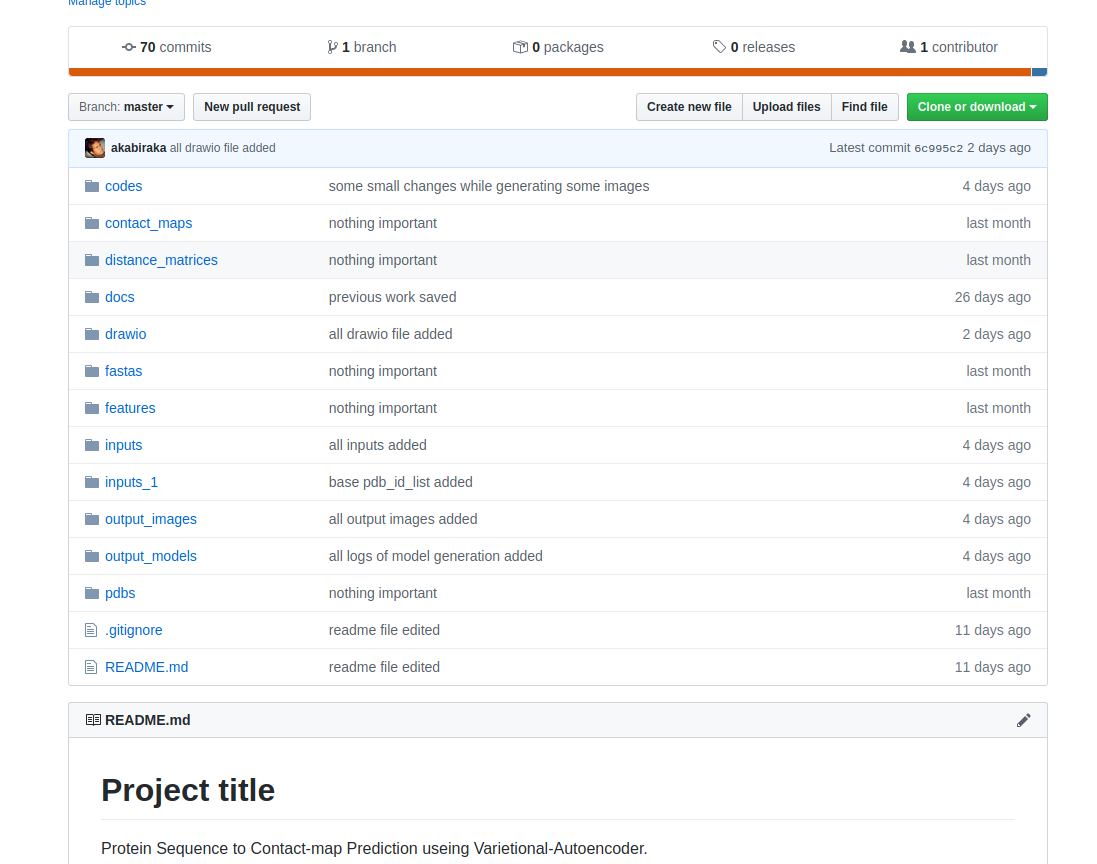 Manage topics
70 commits 1 branch 0 packages 0 releases 1 contributor
Branch: master New pull request Create new file Upload files Find file Clone or download
akabiraka all drawio file added Latest commit 6c995c2 2 days ago
codes some small changes while generating some images 4 days ago
contact_maps nothing important last month
distance_matrices nothing important last month
docs previous work saved 26 days ago
drawio all drawio file added 2 days ago
fastas nothing important last month
features nothing important last month
inputs all inputs added 4 days ago
inputs_1 base pdb_id_list added 4 days ago
output_images all output images added 4 days ago
output_models all logs of model generation added 4 days ago
pdbs nothing important last month
.gitignore readme file edited 11 days ago
README.md readme file edited 11 days ago
README.md
Project title
Protein Sequence to Contact-map Prediction useing Varietional-Autoencoder.